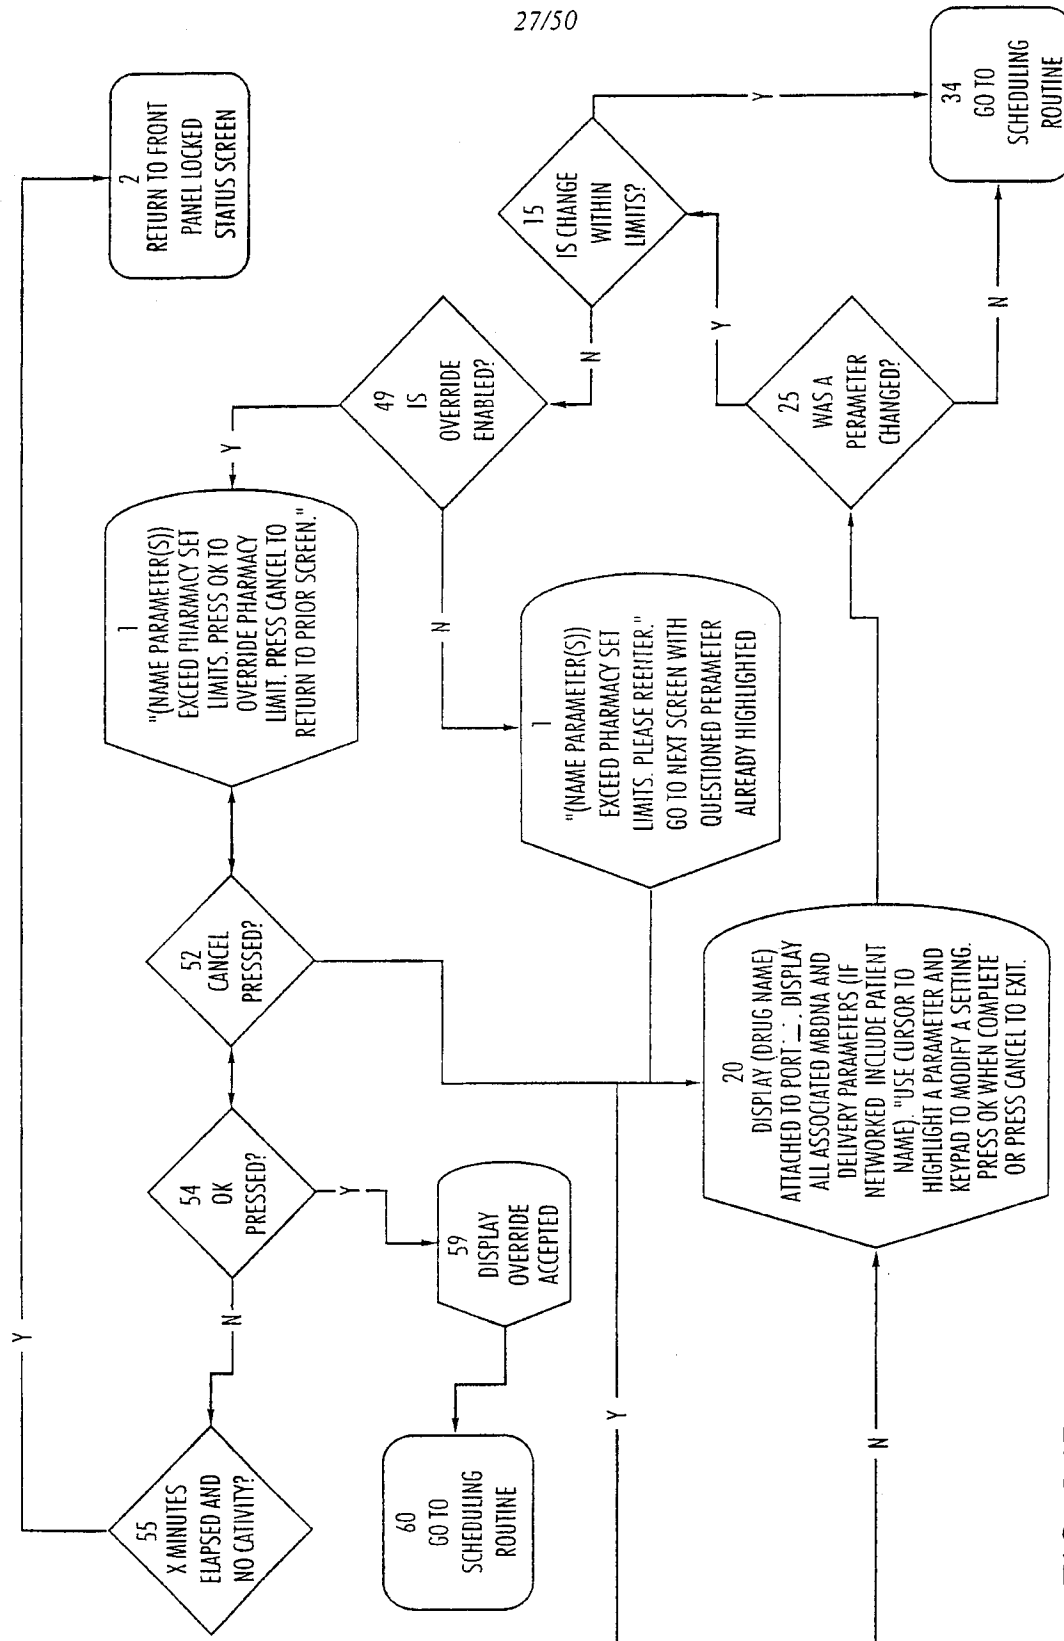 27/50
2
RETURN TO FRONT
PANEL LOCKED
STATUS SCREEN
Y
15
IS CHANGE
WITHIN
LIMITS?
Y
34
GO TO
SCHEDULING
ROUTINE
N
49
IS
OVERRIDE
ENABLED?
Y
N
25
WAS A
PERAMETER
CHANGED?
Y
N
1
"(NAME PARAMETER(S))
EXCEED PHARMACY SET
LIMITS. PRESS OK TO
OVERRIDE PHARMACY
LIMIT. PRESS CANCEL TO
RETURN TO PRIOR SCREEN."
1
"(NAME PARAMETER(S))
EXCEED PHARMACY SET
LIMITS. PLEASE REENTER."
GO TO NEXT SCREEN WITH
QUESTIONED PERAMETER
ALREADY HIGHLIGHTED
52
CANCEL
PRESSED?
54
OK
PRESSED?
Y
N
59
DISPLAY
OVERRIDE
ACCEPTED
20
DISPLAY (DRUG NAME)
ATTACHED TO PORT _. DISPLAY
ALL ASSOCIATED MBDNA AND
DELIVERY PARAMETERS (IF
NETWORKED INCLUDE PATIENT
NAME). "USE CURSOR TO
HIGHLIGHT A PARAMETER AND
KEYPAD TO MODIFY A SETTING.
PRESS OK WHEN COMPLETE
OR PRESS CANCEL TO EXIT.
55
X MINUTES
ELAPSED AND
NO CATIVITY?
60
GO TO
SCHEDULING
ROUTINE
Y
N